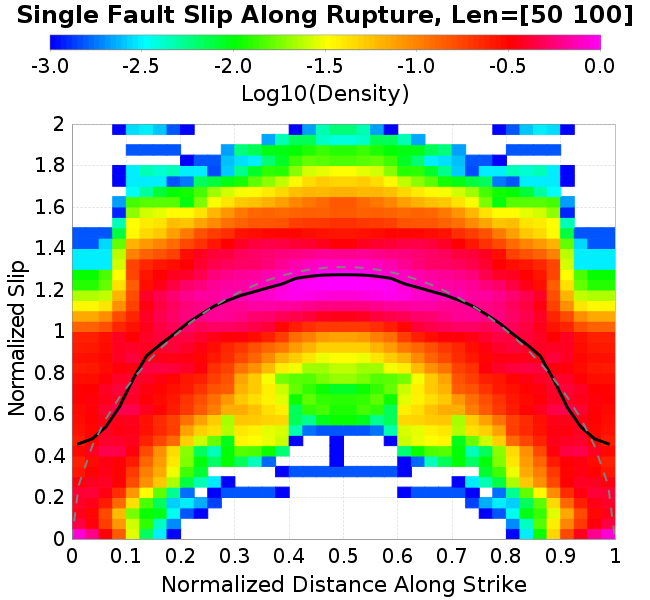 Single Fault Slip Along Rupture, Len=[50 100]
-3.0 -2.5 -2.0 -1.5 -1.0 -0.5 0.0
Log10(Density)
2
1.8
1.6
1.4
1.2
1
0.8
0.6
0.4
0.2
0
Normalized Slip
0 0.1 0.2 0.3 0.4 0.5 0.6 0.7 0.8 0.9 1
Normalized Distance Along Strike